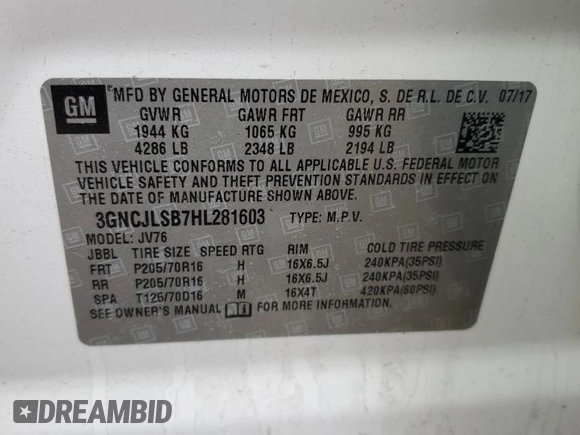 GM
MFD BY GENERAL MOTORS DE MEXICO, S. DE R.L. DE C.V. 07/17
GVWR GAWR FRT GAWR RR
1944 KG 1065 KG 995 KG
4286 LB 2348 LB 2194 LB
THIS VEHICLE CONFORMS TO ALL APPLICABLE U.S. FEDERAL MOTOR
VEHICLE SAFETY AND THEFT PREVENTION STANDARDS IN EFFECT ON
THE DATE OF MANUFACTURE SHOWN ABOVE.
3GNCJLSB7HL281603 TYPE: M.P.V.
MODEL: JV76
JBBL TIRE SIZE SPEED RTG RIM COLD TIRE PRESSURE
FRT P205/70R16 H 16X6.5J 240KPA(35PSI)
RR P205/70R16 H 16X6.5J 240KPA(35PSI)
SPA T125/70D16 M 16X4T 420KPA(60PSI)
SEE OWNER'S MANUAL FOR MORE INFORMATION.
DREAMBID